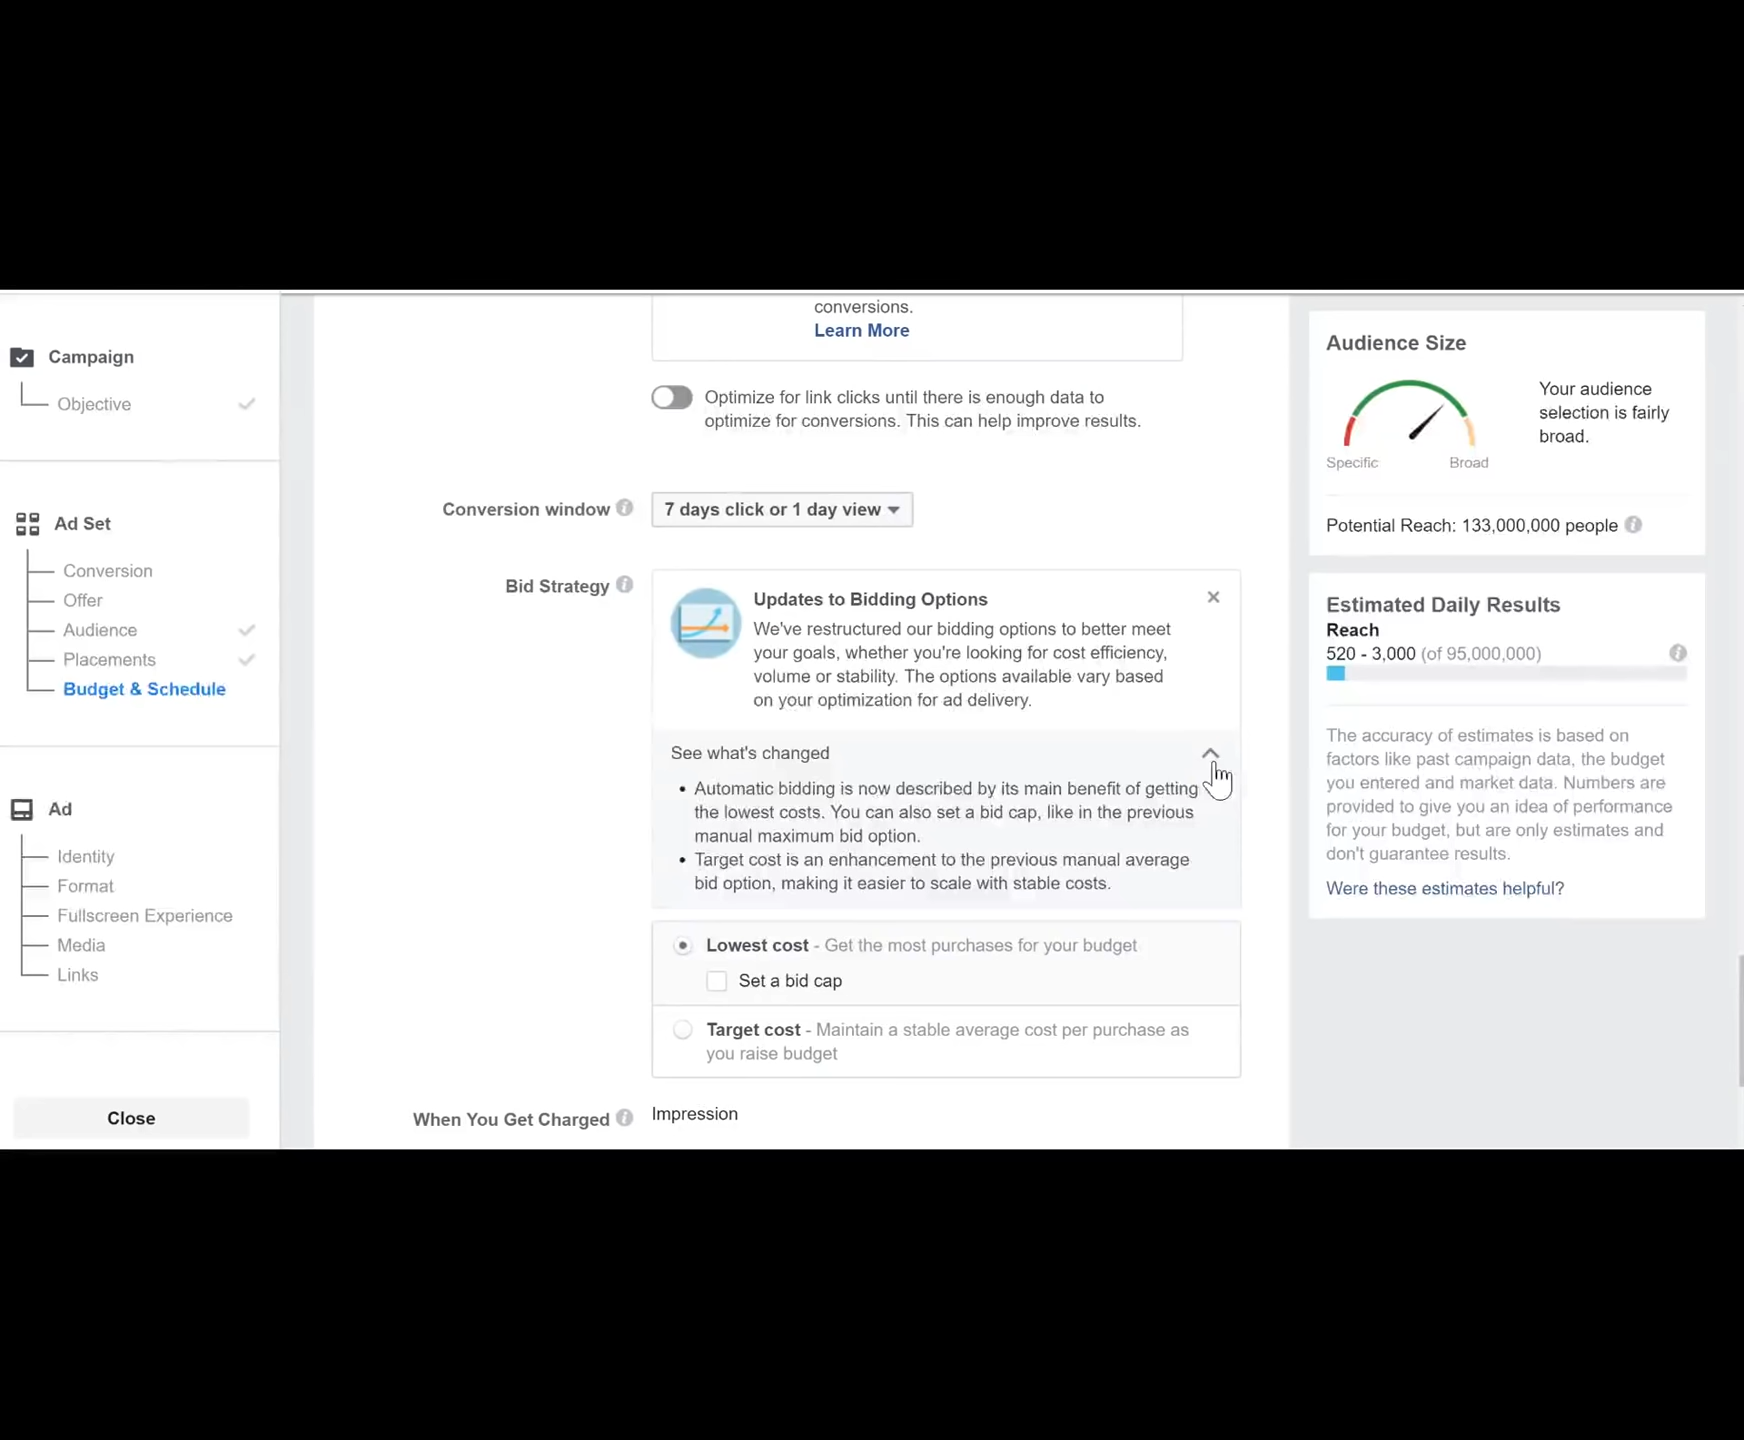 Campaign
Objective
Ad Set
Conversion
Offer
Audience
Placements
Budget & Schedule
Ad
Identity
Format
Fullscreen Experience
Media
Links
Close
conversions.
Learn More
Optimize for link clicks until there is enough data to
optimize for conversions. This can help improve results.
Conversion window
7 days click or 1 day view
Bid Strategy
Updates to Bidding Options
We've restructured our bidding options to better meet
your goals, whether you're looking for cost efficiency,
volume or stability. The options available vary based
on your optimization for ad delivery.
See what's changed
• Automatic bidding is now described by its main benefit of getting
the lowest costs. You can also set a bid cap, like in the previous
manual maximum bid option.
• Target cost is an enhancement to the previous manual average
bid option, making it easier to scale with stable costs.
Lowest cost - Get the most purchases for your budget
Set a bid cap
Target cost - Maintain a stable average cost per purchase as
you raise budget
When You Get Charged
Impression
Audience Size
Specific
Broad
Your audience
selection is fairly
broad.
Potential Reach: 133,000,000 people
Estimated Daily Results
Reach
520 - 3,000 (of 95,000,000)
The accuracy of estimates is based on
factors like past campaign data, the budget
you entered and market data. Numbers are
provided to give you an idea of performance
for your budget, but are only estimates and
don't guarantee results.
Were these estimates helpful?